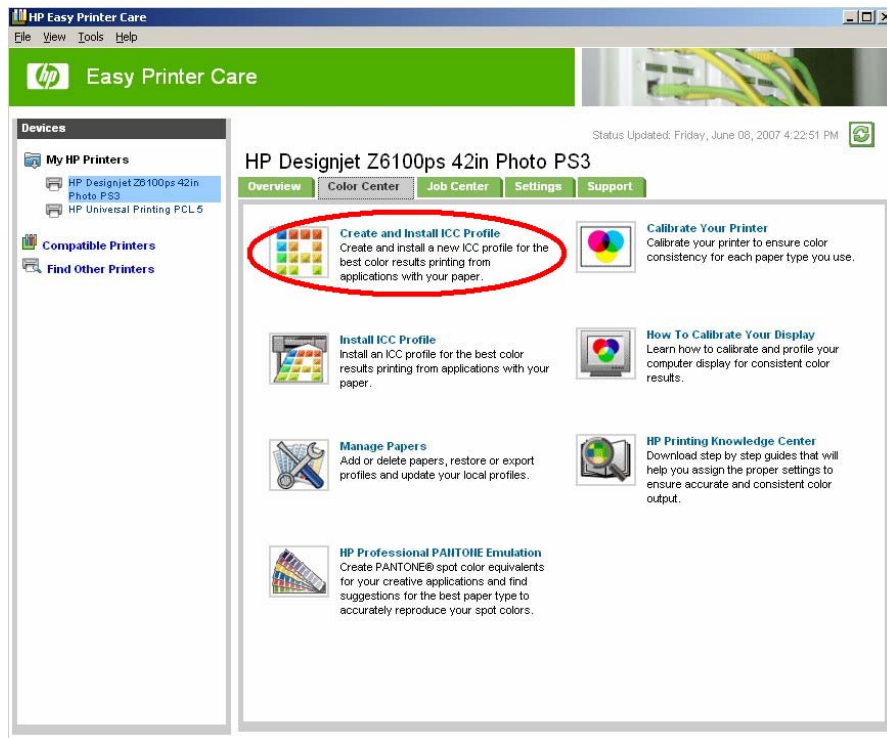 HP Easy Printer Care
File View Tools Help
hp Easy Printer Care
Devices
My HP Printers
HP Designjet Z6100ps 42in
Photo PS3
HP Universal Printing PCL 5
Compatible Printers
Find Other Printers
Status Updated: Friday, June 08, 2007 4:22:51 PM
HP Designjet Z6100ps 42in Photo PS3
Overview Color Center Job Center Settings Support
Create and Install ICC Profile
Create and install a new ICC profile for the
best color results printing from
applications with your paper.
Calibrate Your Printer
Calibrate your printer to ensure color
consistency for each paper type you use.
Install ICC Profile
Install an ICC profile for the best color
results printing from applications with your
paper.
How To Calibrate Your Display
Learn how to calibrate and profile your
computer display for consistent color
results.
Manage Papers
Add or delete papers, restore or export
profiles and update your local profiles.
HP Printing Knowledge Center
Download step by step guides that will
help you assign the proper settings to
ensure accurate and consistent color
output.
HP Professional PANTONE Emulation
Create PANTONE® spot color equivalents
for your creative applications and find
suggestions for the best paper type to
accurately reproduce your spot colors.